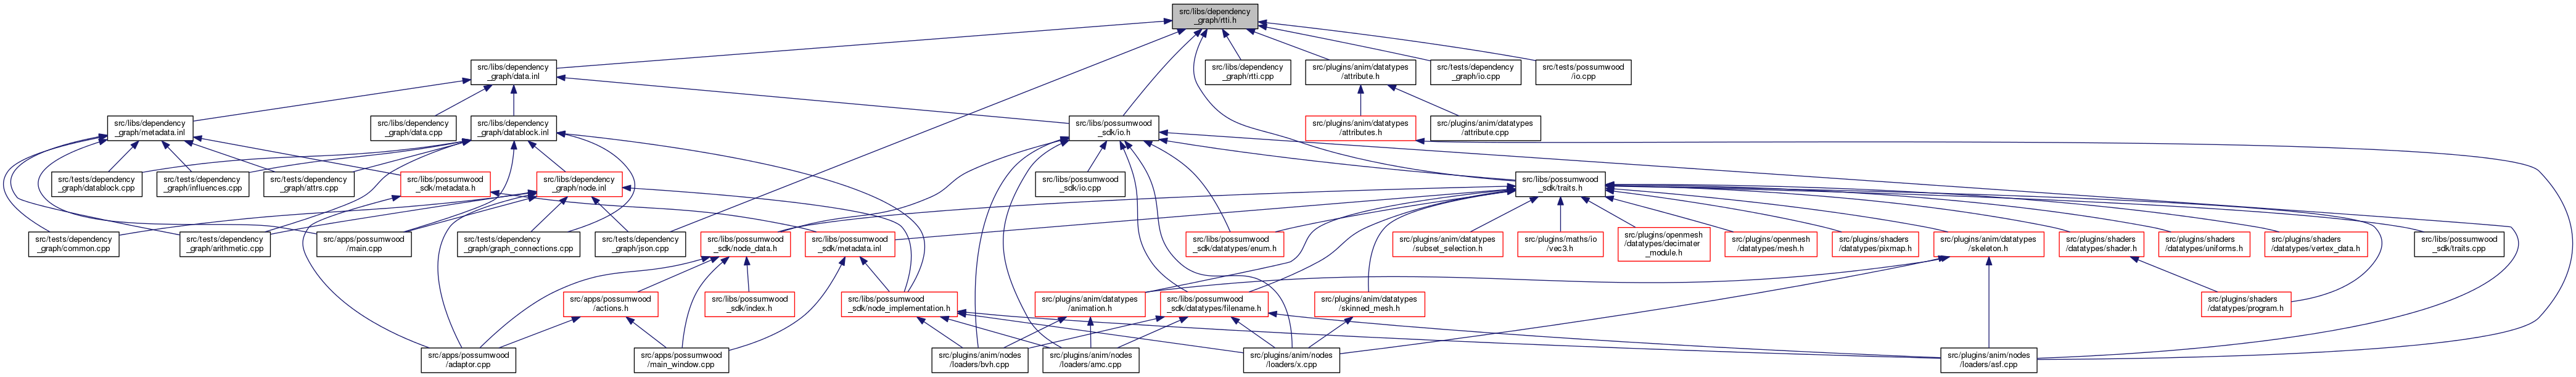 src/libs/dependency
_graph/rtti.h
src/libs/dependency
_graph/data.inl
src/libs/dependency
_graph/rtti.cpp
src/plugins/anim/datatypes
/attribute.h
src/tests/dependency
_graph/io.cpp
src/tests/possumwood
/io.cpp
src/libs/dependency
_graph/metadata.inl
src/libs/dependency
_graph/data.cpp
src/libs/dependency
_graph/datablock.inl
src/libs/possumwood
_sdk/io.h
src/plugins/anim/datatypes
/attributes.h
src/plugins/anim/datatypes
/attribute.cpp
src/tests/dependency
_graph/datablock.cpp
src/tests/dependency
_graph/influences.cpp
src/tests/dependency
_graph/attrs.cpp
src/libs/possumwood
_sdk/metadata.h
src/libs/dependency
_graph/node.inl
src/libs/possumwood
_sdk/io.cpp
src/libs/possumwood
_sdk/traits.h
src/tests/dependency
_graph/common.cpp
src/tests/dependency
_graph/arithmetic.cpp
src/apps/possumwood
/main.cpp
src/tests/dependency
_graph/graph_connections.cpp
src/tests/dependency
_graph/json.cpp
src/libs/possumwood
_sdk/node_data.h
src/libs/possumwood
_sdk/metadata.inl
src/libs/possumwood
_sdk/datatypes/enum.h
src/plugins/anim/datatypes
/subset_selection.h
src/plugins/maths/io
/vec3.h
src/plugins/openmesh
/datatypes/decimater
_module.h
src/plugins/openmesh
/datatypes/mesh.h
src/plugins/shaders
/datatypes/pixmap.h
src/plugins/anim/datatypes
/skeleton.h
src/plugins/shaders
/datatypes/shader.h
src/plugins/shaders
/datatypes/uniforms.h
src/plugins/shaders
/datatypes/vertex_data.h
src/libs/possumwood
_sdk/traits.cpp
src/apps/possumwood
/actions.h
src/libs/possumwood
_sdk/index.h
src/libs/possumwood
_sdk/node_implementation.h
src/plugins/anim/datatypes
/animation.h
src/libs/possumwood
_sdk/datatypes/filename.h
src/plugins/anim/datatypes
/skinned_mesh.h
src/plugins/shaders
/datatypes/program.h
src/apps/possumwood
/adaptor.cpp
src/apps/possumwood
/main_window.cpp
src/plugins/anim/nodes
/loaders/bvh.cpp
src/plugins/anim/nodes
/loaders/amc.cpp
src/plugins/anim/nodes
/loaders/x.cpp
src/plugins/anim/nodes
/loaders/asf.cpp